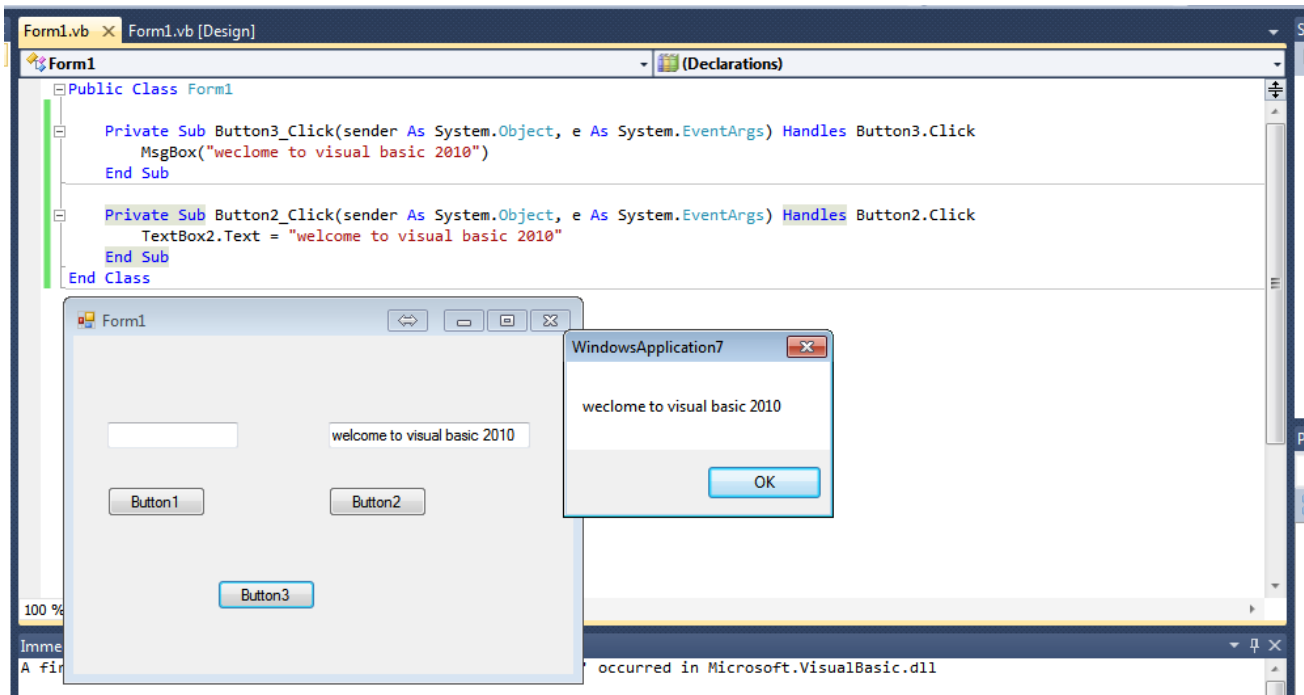 Form1.vb Form1.vb [Design]
Form1 (Declarations)
Public Class Form1
Private Sub Button3_Click(sender As System.Object, e As System.EventArgs) Handles Button3.Click
MsgBox("weclome to visual basic 2010")
End Sub
Private Sub Button2_Click(sender As System.Object, e As System.EventArgs) Handles Button2.Click
TextBox2.Text = "welcome to visual basic 2010"
End Sub
End Class
Form1
welcome to visual basic 2010
Button1 Button2
Button3
WindowsApplication7
weclome to visual basic 2010
OK
100 %
' occurred in Microsoft.VisualBasic.dll